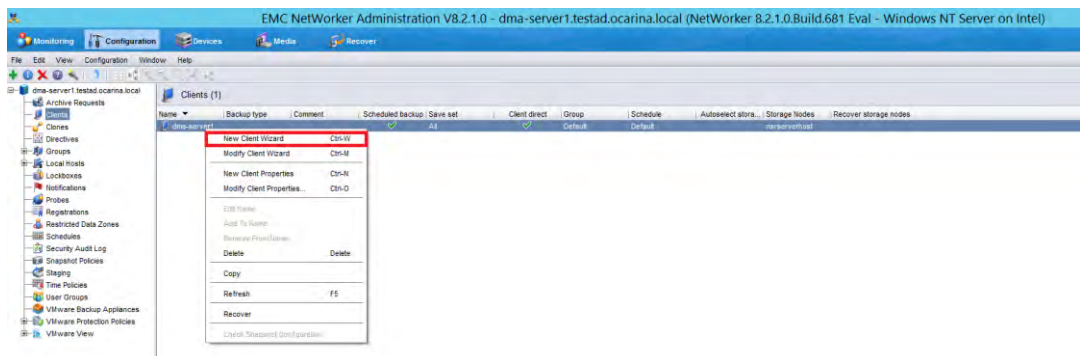 EMC NetWorker Administration V8.2.1.0 - dma-server1.testad.ocarina.local (NetWorker 8.2.1.0.Build.681 Eval - Windows NT Server on Intel)
Monitoring Configuration Devices Media Recover
File Edit View Configuration Window Help
dma-server1.testad.ocarina.local
Archive Requests
Clients
Clones
Directives
Groups
Local Hosts
Lockboxes
Notifications
Probes
Registrations
Restricted Data Zones
Schedules
Security Audit Log
Snapshot Policies
Staging
Time Policies
User Groups
VMware Backup Appliances
VMware Protection Policies
VMware View
Clients (1)
Name Backup type Comment Scheduled backup Save set Client direct Group Schedule Autoselect stora... Storage Nodes Recover storage nodes
dma-server1 All Default Default nsrserverhost
New Client Wizard Ctrl-W
Modify Client Wizard Ctrl-M
New Client Properties Ctrl-N
Modify Client Properties... Ctrl-O
Edit Name
Add To Name
Delete Delete
Copy
Refresh F5
Recover
Check Snapshot Configuration